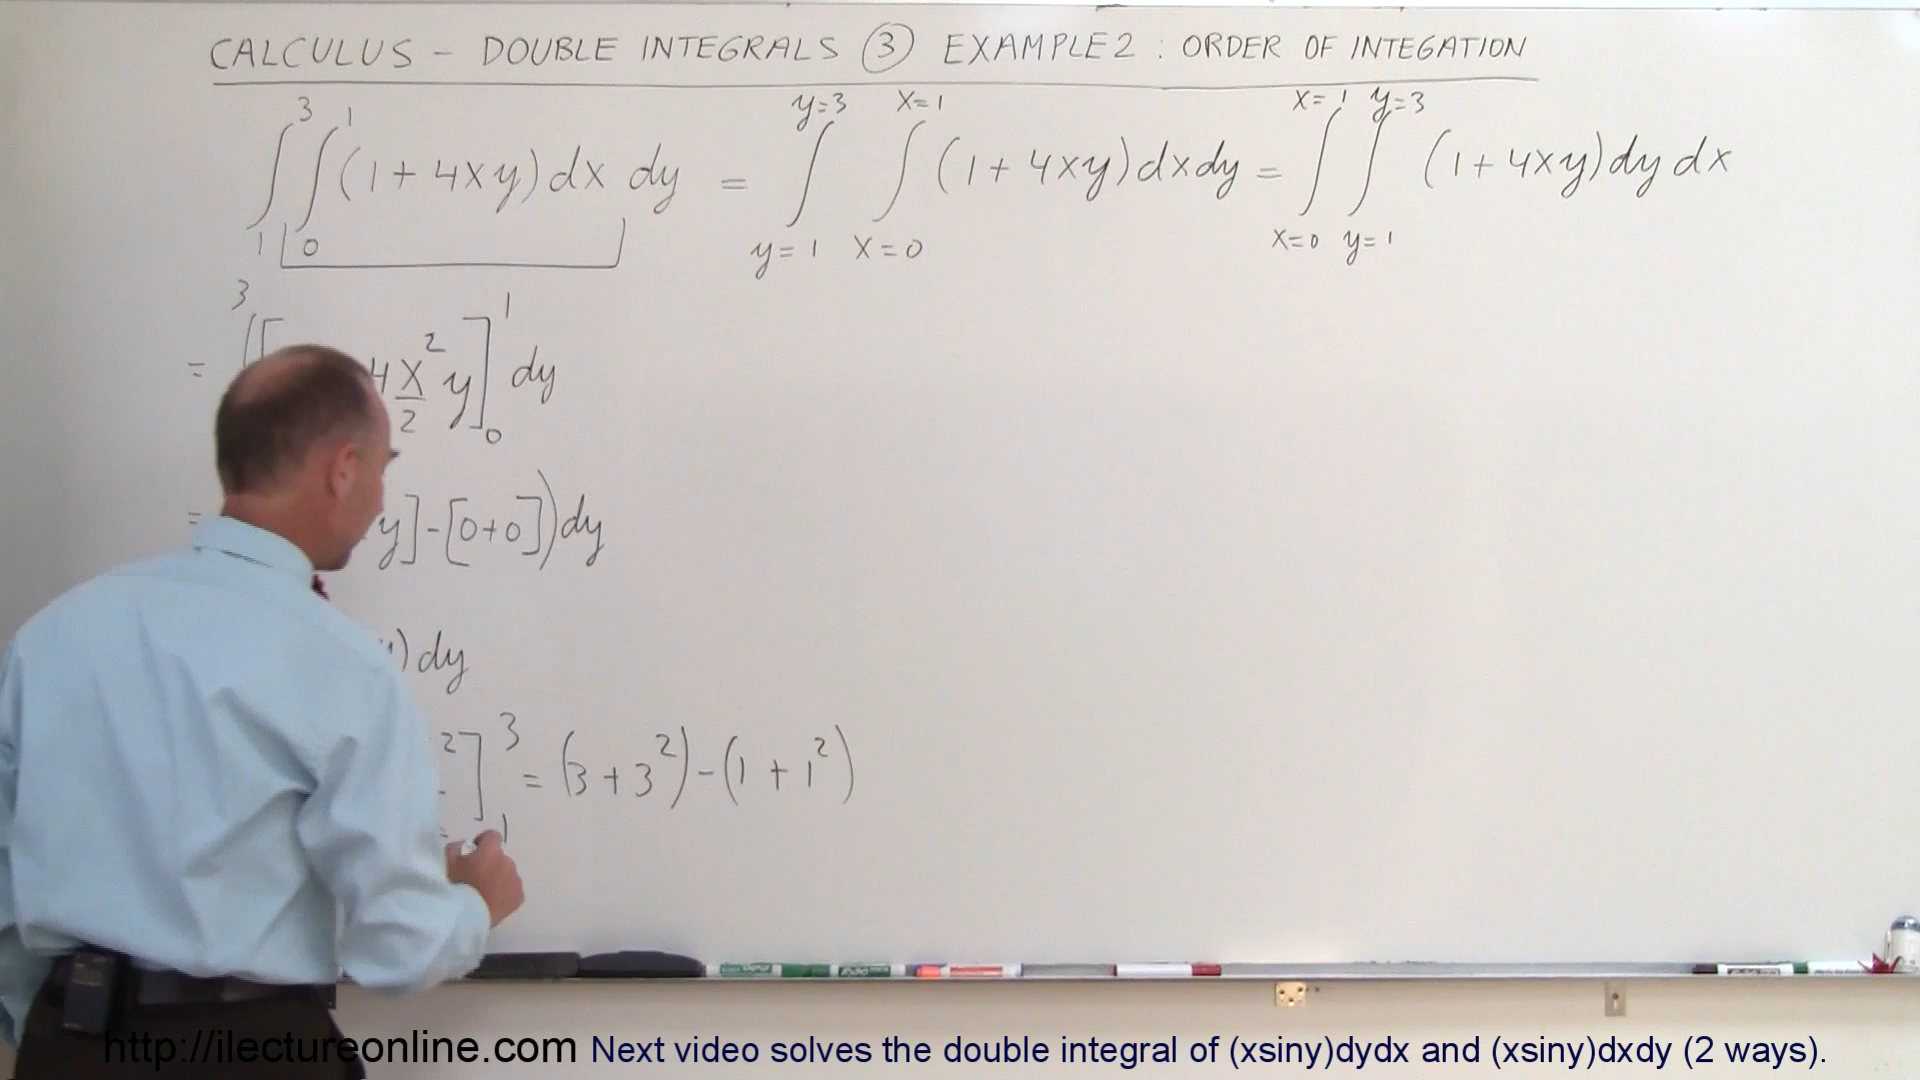 CALCULUS - DOUBLE INTEGRALS ③ EXAMPLE 2 : ORDER OF INTEGATION
∫₁³ ∫₀¹ (1 + 4xy) dx dy = ∫_{y=1}^{y=3} ∫_{x=0}^{x=1} (1 + 4xy) dx dy = ∫_{x=0}^{x=1} ∫_{y=1}^{y=3} (1 + 4xy) dy dx
= ∫³ [ 4 x²/2 y]₀¹ dy
= y] - [0+0]) dy
) dy
²]₁³ = (3 + 3²) - (1 + 1²)
http://ilectureonline.com Next video solves the double integral of (xsiny)dydx and (xsiny)dxdy (2 ways).